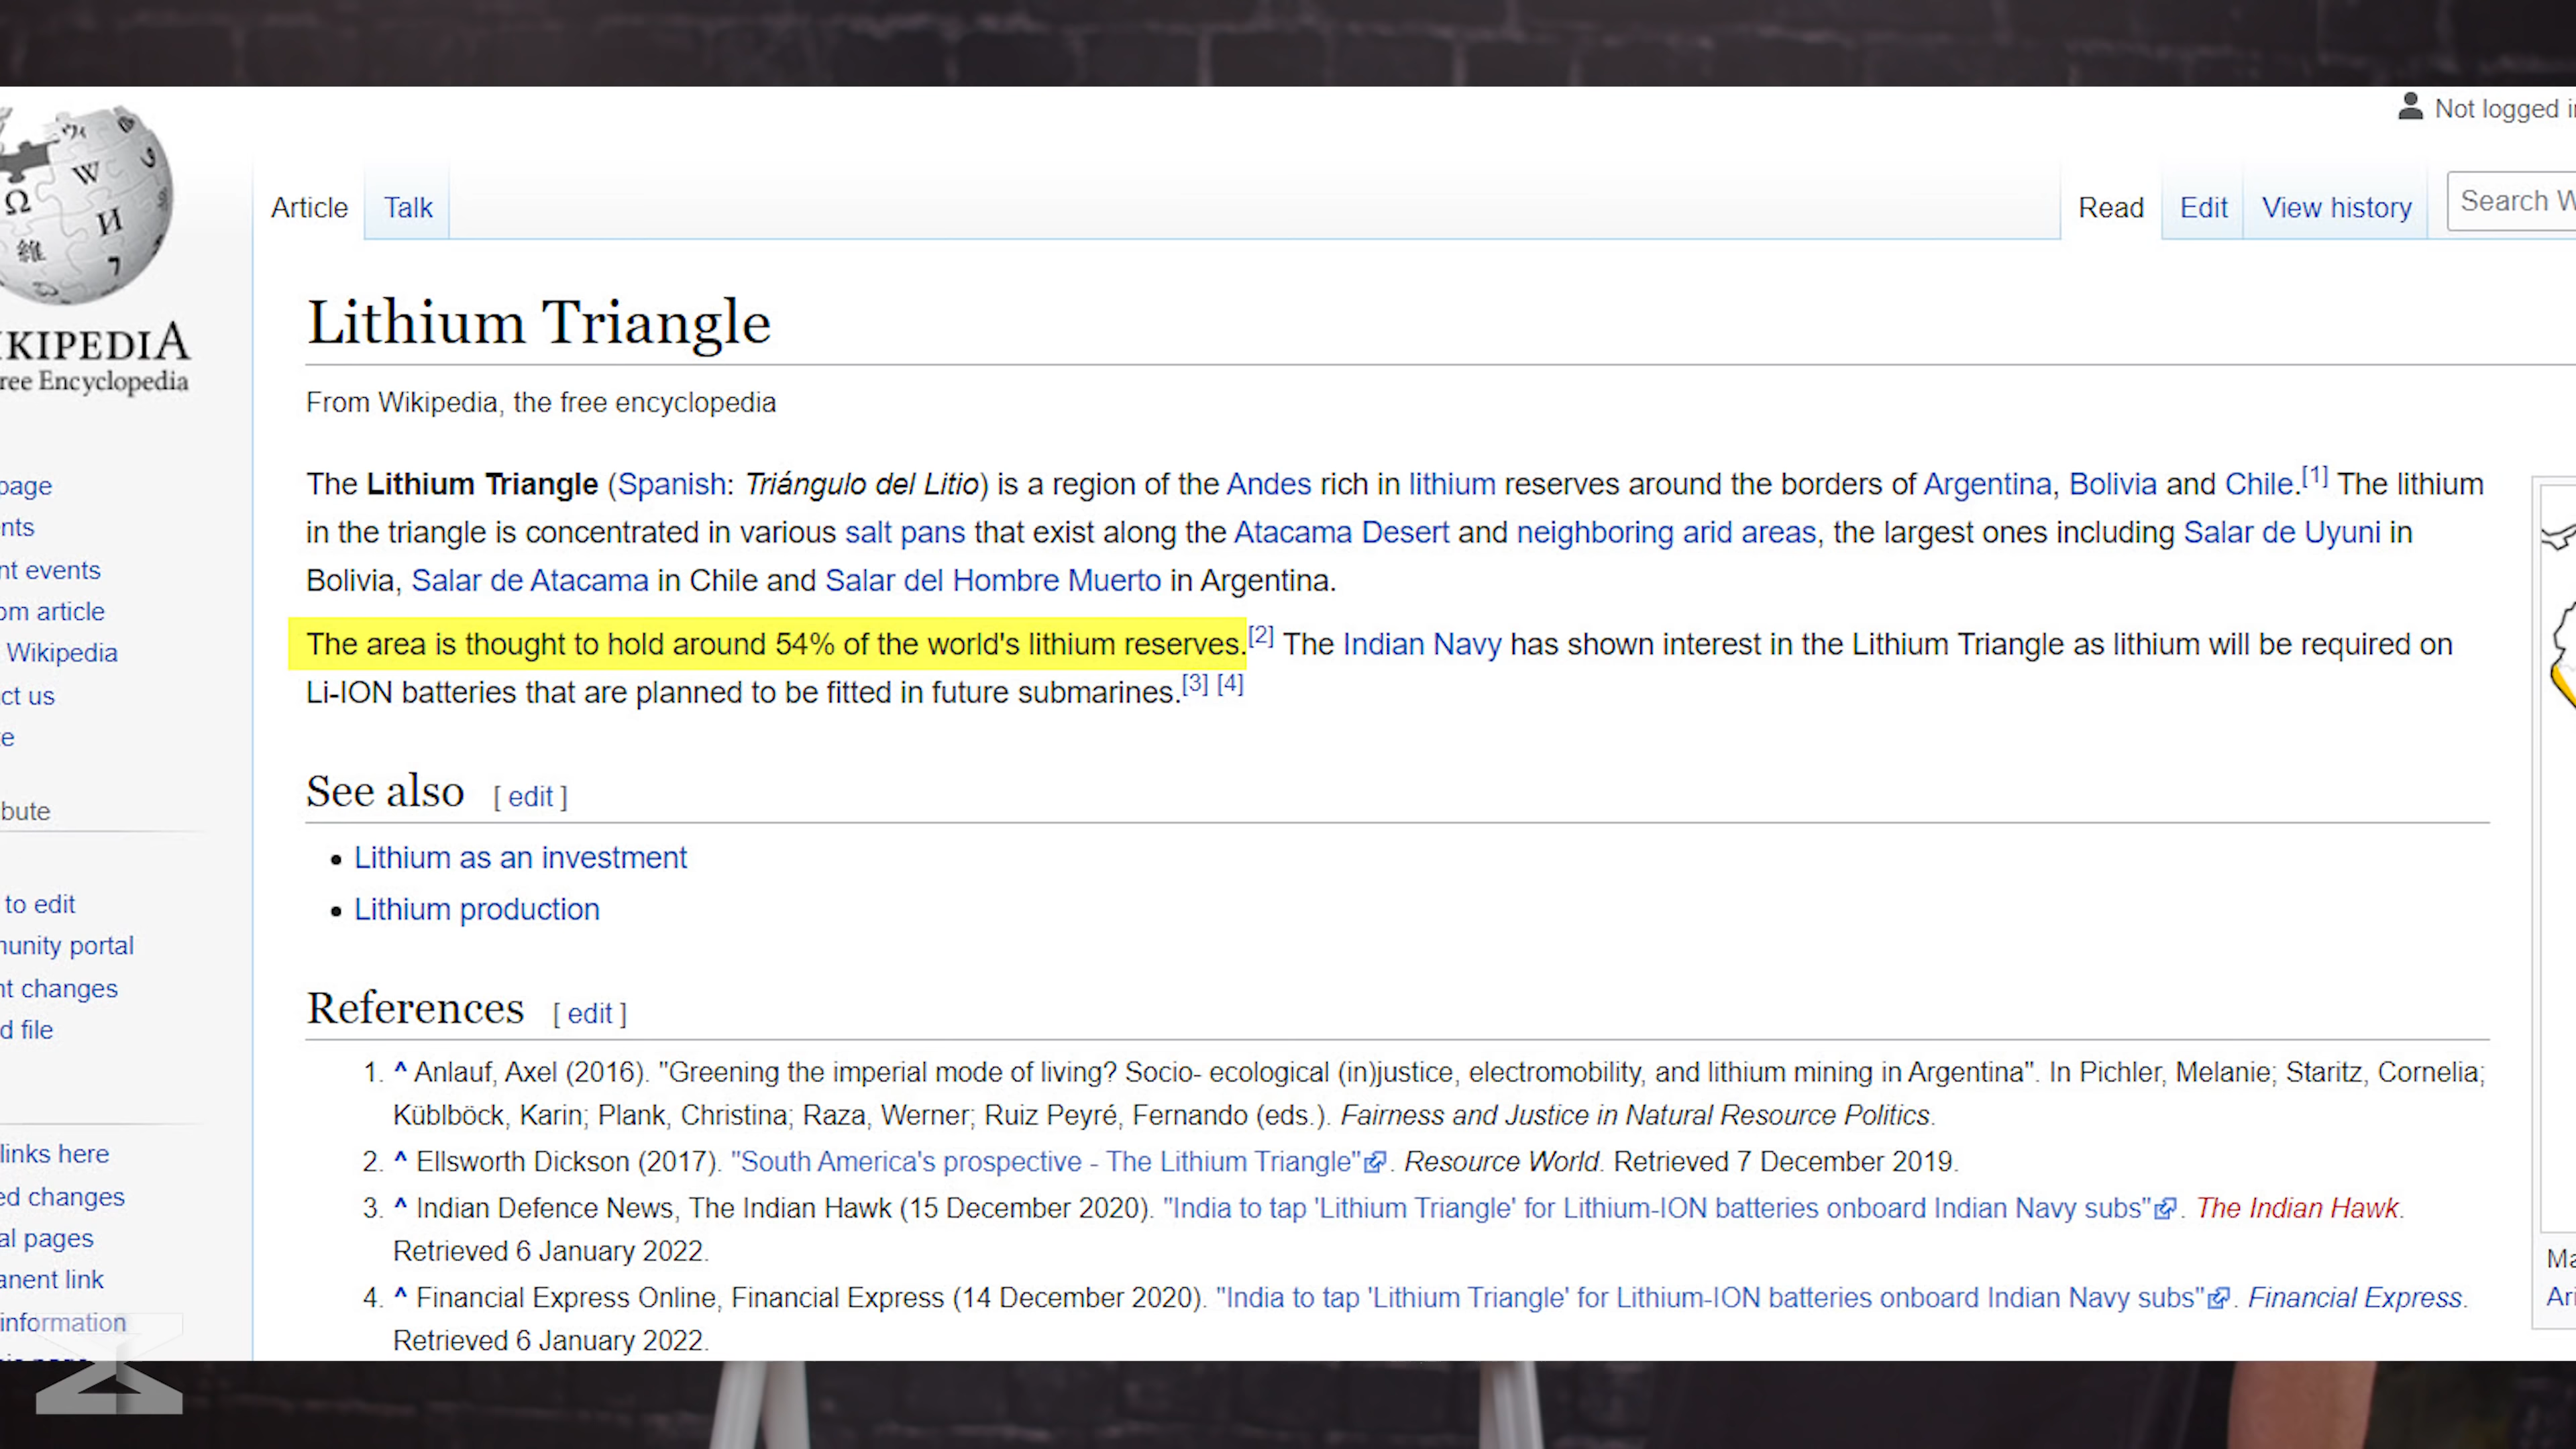 Not logged i
Article
Talk
Read
Edit
View history
Search W
Ω
W
И
維
7
IKIPEDIA
ree Encyclopedia
Lithium Triangle
From Wikipedia, the free encyclopedia
The Lithium Triangle (Spanish: Triángulo del Litio) is a region of the Andes rich in lithium reserves around the borders of Argentina, Bolivia and Chile.[1] The lithium
in the triangle is concentrated in various salt pans that exist along the Atacama Desert and neighboring arid areas, the largest ones including Salar de Uyuni in
Bolivia, Salar de Atacama in Chile and Salar del Hombre Muerto in Argentina.
The area is thought to hold around 54% of the world's lithium reserves.[2] The Indian Navy has shown interest in the Lithium Triangle as lithium will be required on
Li-ION batteries that are planned to be fitted in future submarines.[3] [4]
See also [ edit ]
• Lithium as an investment
• Lithium production
References [ edit ]
1. ^ Anlauf, Axel (2016). "Greening the imperial mode of living? Socio- ecological (in)justice, electromobility, and lithium mining in Argentina". In Pichler, Melanie; Staritz, Cornelia;
Küblböck, Karin; Plank, Christina; Raza, Werner; Ruiz Peyré, Fernando (eds.). Fairness and Justice in Natural Resource Politics.
2. ^ Ellsworth Dickson (2017). "South America's prospective - The Lithium Triangle". Resource World. Retrieved 7 December 2019.
3. ^ Indian Defence News, The Indian Hawk (15 December 2020). "India to tap 'Lithium Triangle' for Lithium-ION batteries onboard Indian Navy subs". The Indian Hawk.
Retrieved 6 January 2022.
4. ^ Financial Express Online, Financial Express (14 December 2020). "India to tap 'Lithium Triangle' for Lithium-ION batteries onboard Indian Navy subs". Financial Express.
Retrieved 6 January 2022.
page
nts
nt events
om article
Wikipedia
ct us
te
bute
to edit
nunity portal
nt changes
d file
links here
ed changes
al pages
anent link
information
Ma
Ar